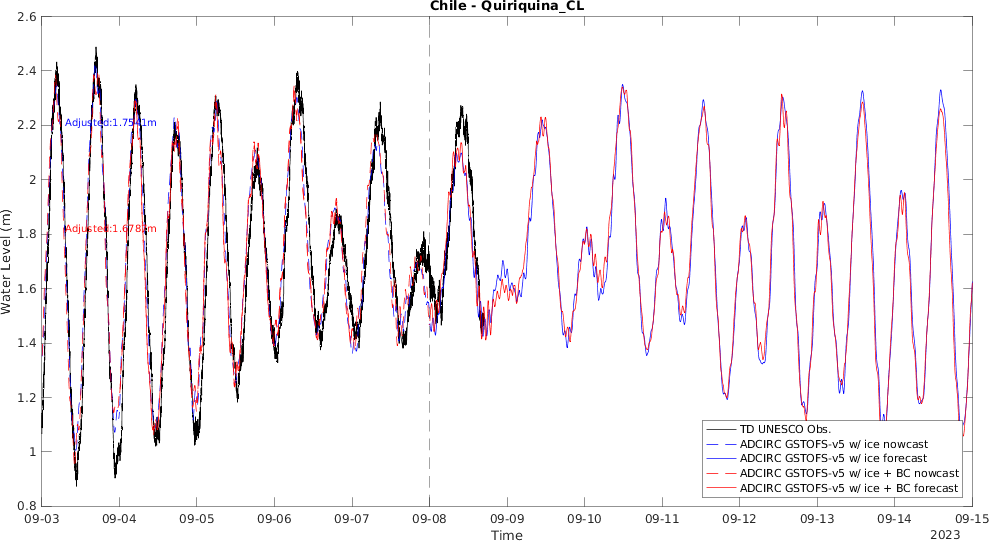 Chile - Quiriquina_CL
2.6
2.4
2.2
2
1.8
1.6
1.4
1.2
1
0.8
Water Level (m)
Adjusted:1.6782m
TD UNESCO Obs.
ADCIRC GSTOFS-v5 w/ ice nowcast
ADCIRC GSTOFS-v5 w/ ice forecast
ADCIRC GSTOFS-v5 w/ ice + BC nowcast
ADCIRC GSTOFS-v5 w/ ice + BC forecast
09-03 09-04 09-05 09-06 09-07 09-08 09-09 09-10 09-11 09-12 09-13 09-14 09-15
Time
2023